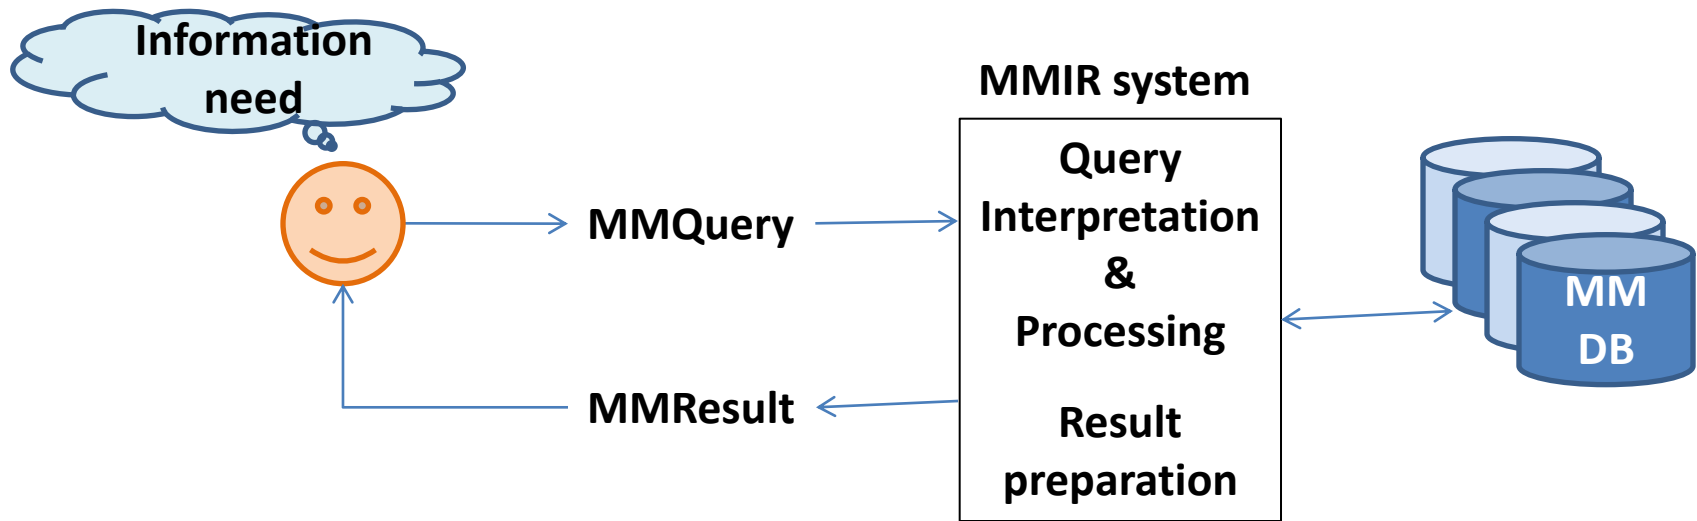 Information
need
MMIR system
MMQuery
Query
Interpretation
&
Processing
Result
preparation
MMResult
MM
DB